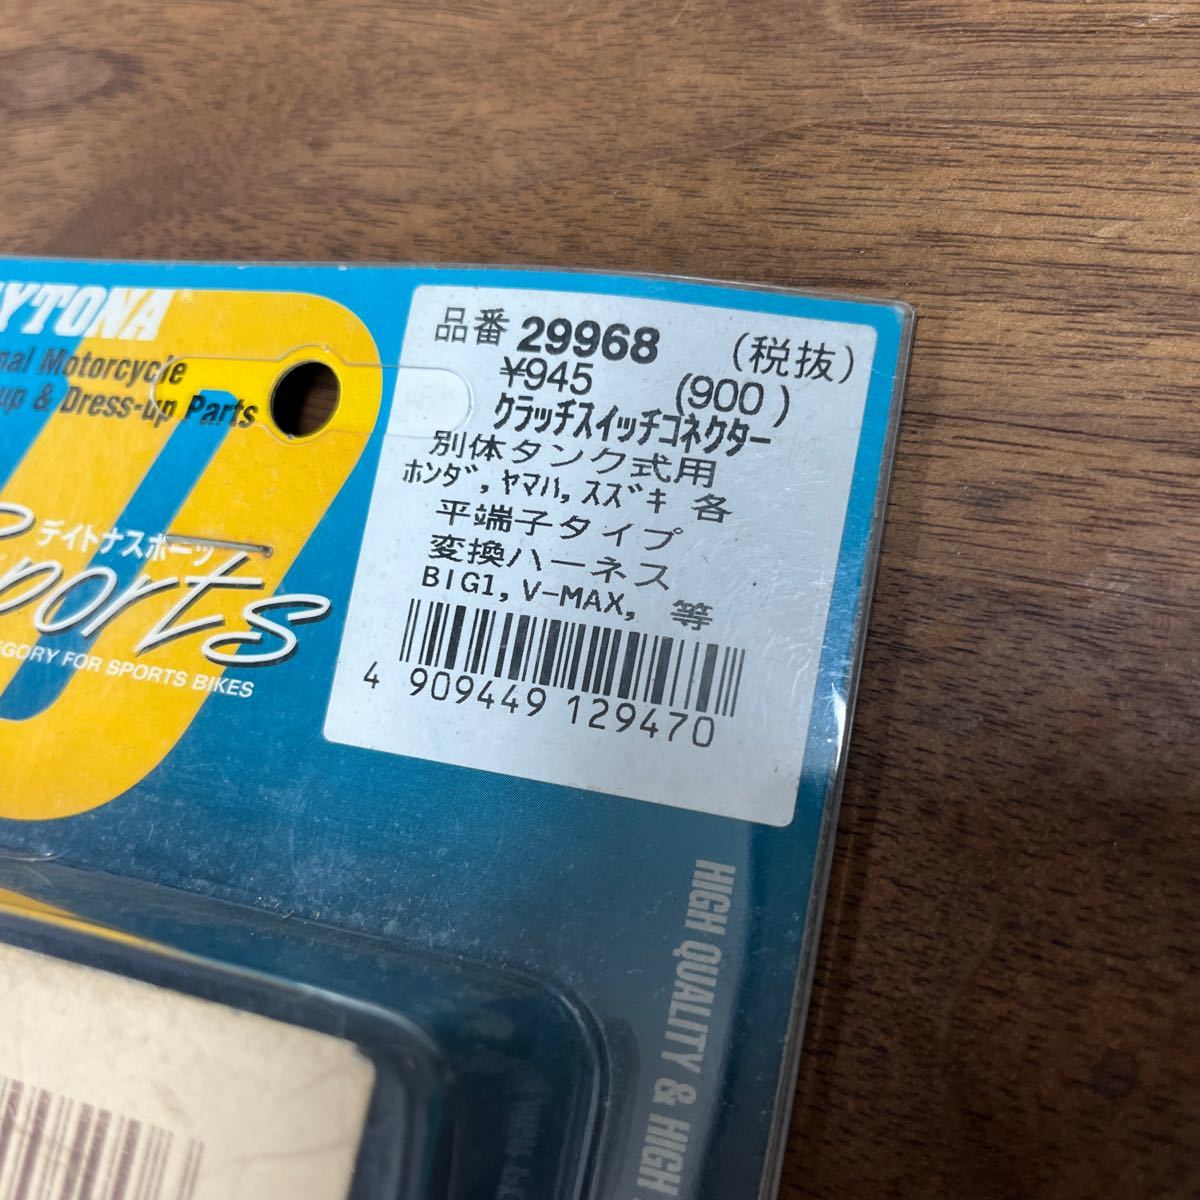 YTONA
nal Motorcycle
up & Dress-up Parts
デイトナスポーツ
Sports
EGORY FOR SPORTS BIKES
品番 29968 (税抜)
¥945 (900)
クラッチスイッチコネクター
別体タンク式用
ホンダ, ヤマハ, スズキ 各
平端子タイプ
変換ハーネス
BIG1, V-MAX, 等
4 909449 129470
HIGH QUALITY & HIGH